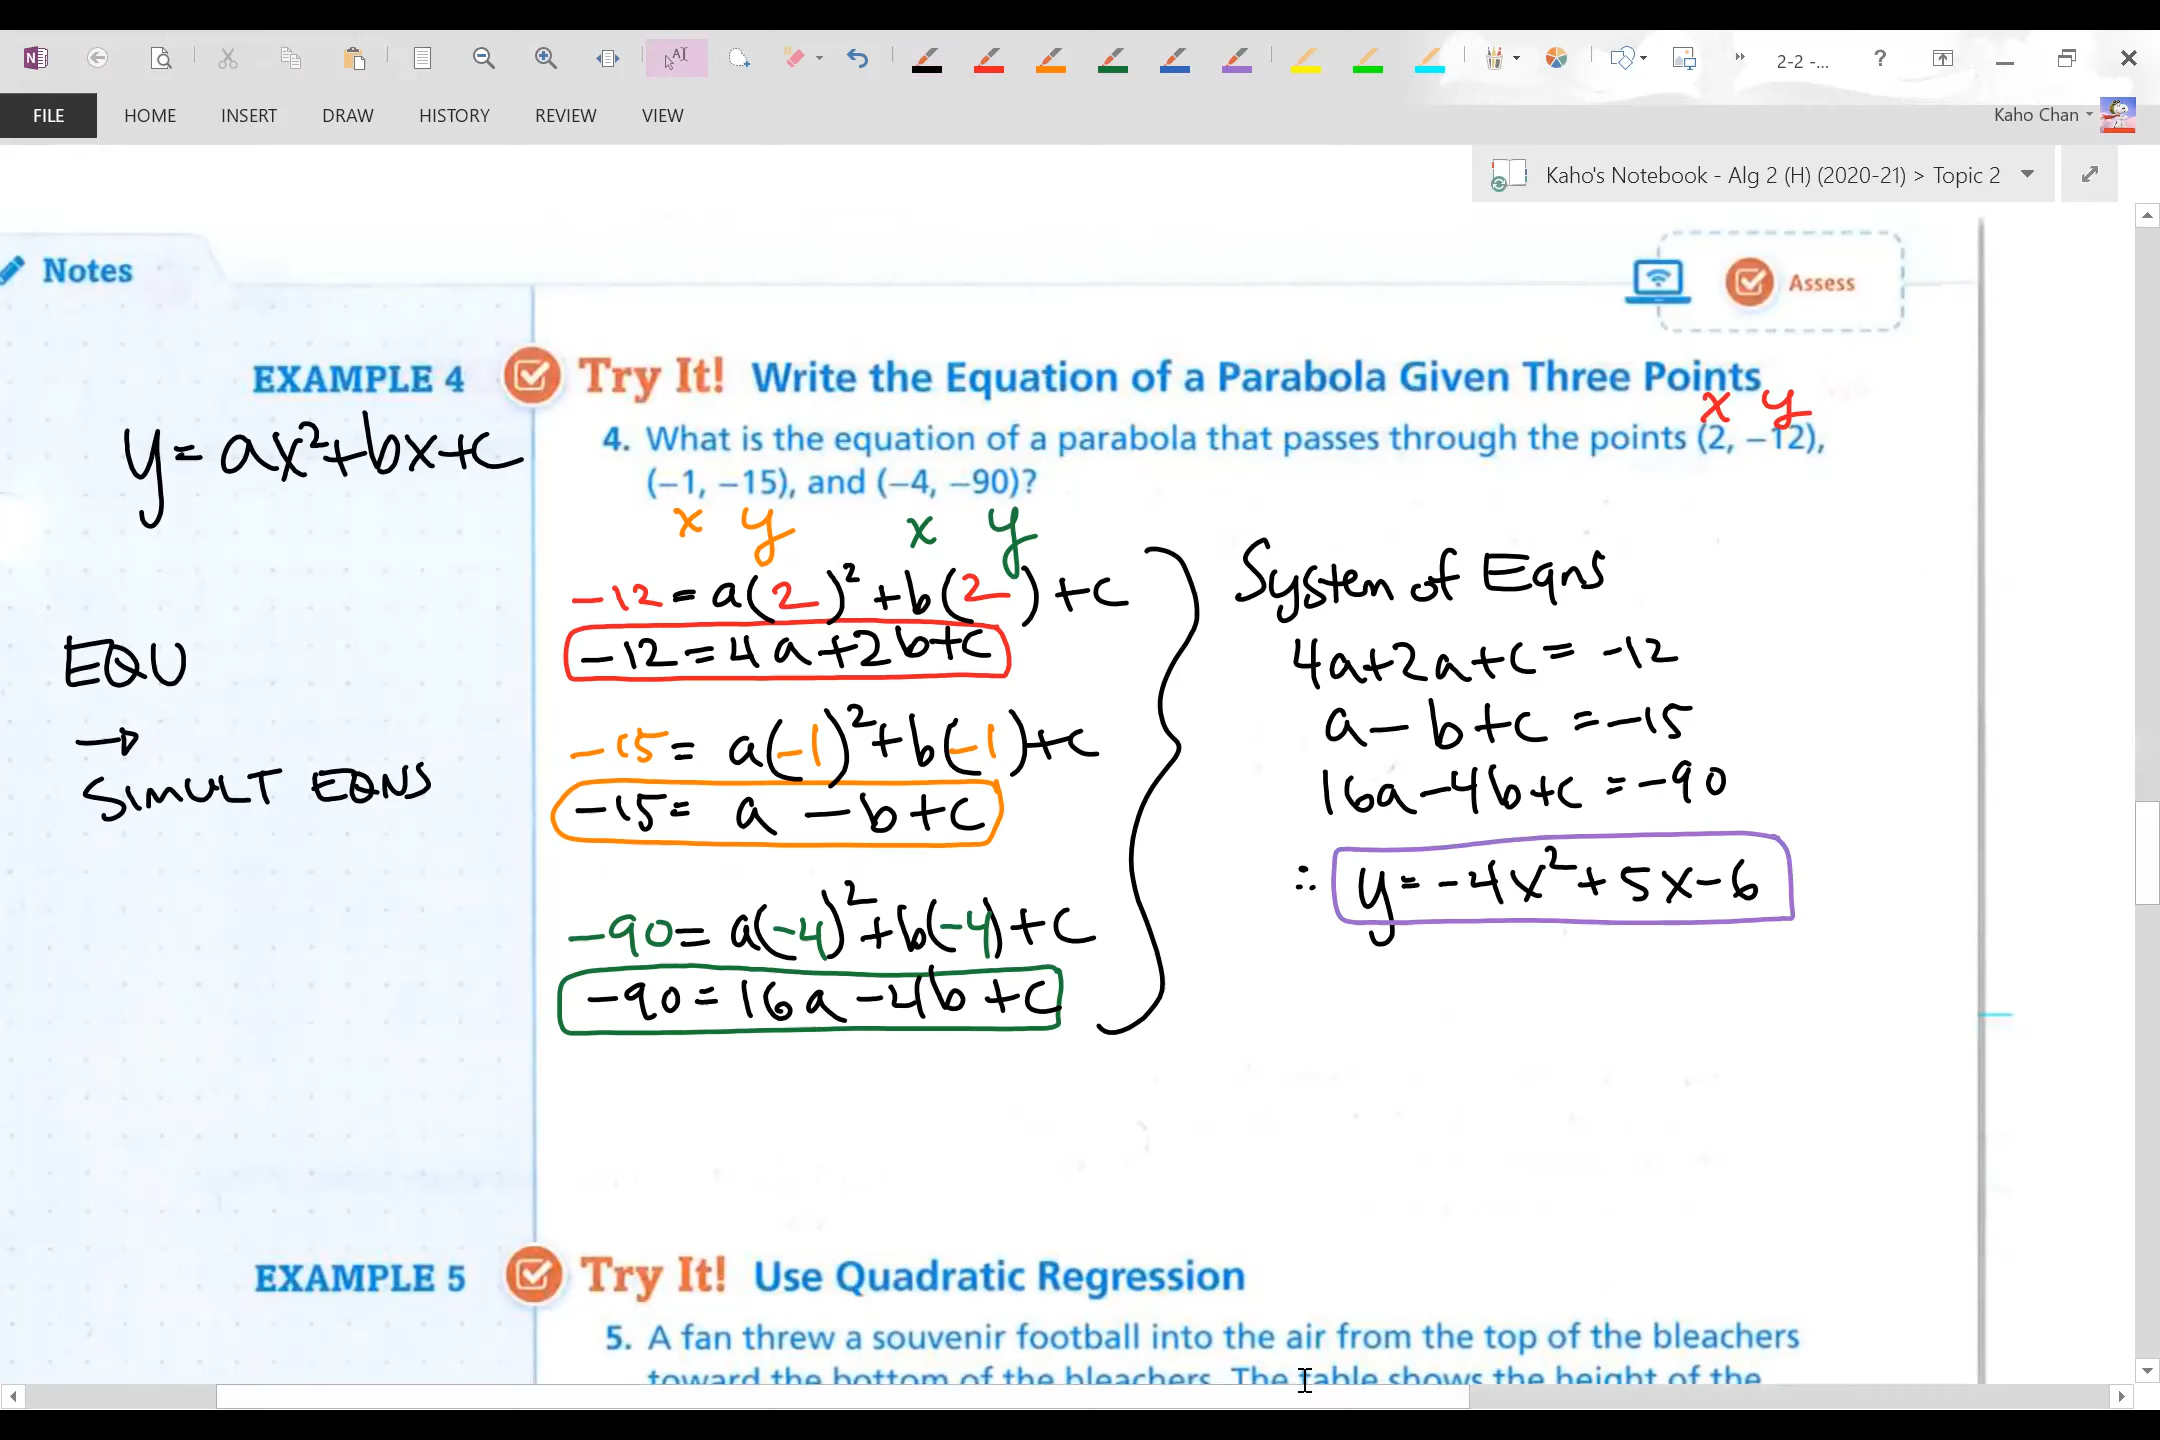 2-2 -...
?
FILE HOME INSERT DRAW HISTORY REVIEW VIEW
Kaho Chan
Kaho's Notebook - Alg 2 (H) (2020-21) > Topic 2
Notes
Assess
EXAMPLE 4 Try It! Write the Equation of a Parabola Given Three Points
x y
4. What is the equation of a parabola that passes through the points (2, −12),
(−1, −15), and (−4, −90)?
x y x y
y = ax²+bx+c
EQU
→
SIMULT EQNS
-12 = a(2)²+b(2)+c
-12 = 4a+2b+c
-15 = a(-1)²+b(-1)+c
-15 = a - b + c
-90 = a(-4)²+b(-4)+c
-90 = 16a - 4b + c
System of Eqns
4a+2a+c = -12
a - b + c = -15
16a - 4b + c = -90
∴ y = -4x² + 5x - 6
EXAMPLE 5 Try It! Use Quadratic Regression
5. A fan threw a souvenir football into the air from the top of the bleachers
toward the bottom of the bleachers. The table shows the height of the